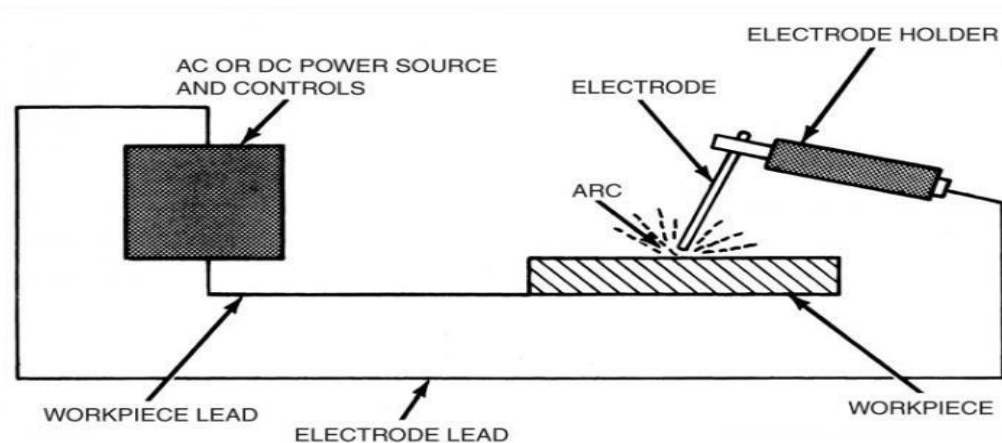 ELECTRODE HOLDER
AC OR DC POWER SOURCE
AND CONTROLS
ELECTRODE
ARC
WORKPIECE LEAD
ELECTRODE LEAD
WORKPIECE